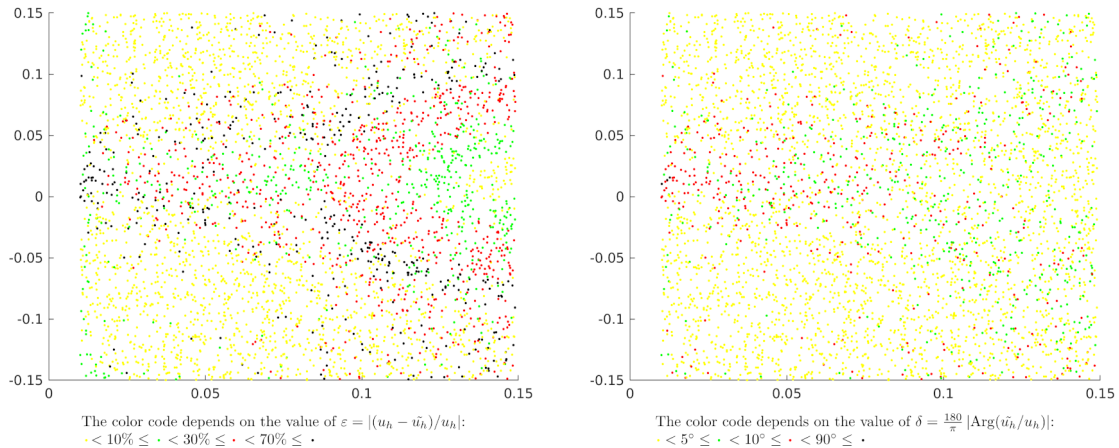 0.15
0.1
0.05
0
-0.05
-0.1
-0.15
0 0.05 0.1 0.15
The color code depends on the value of ε = |(u_h − ũ_h)/u_h|:
· < 10% ≤ · < 30% ≤ · < 70% ≤ ·
0.15
0.1
0.05
0
-0.05
-0.1
-0.15
0 0.05 0.1 0.15
The color code depends on the value of δ = 180/π |Arg(ũ_h/u_h)|:
· < 5° ≤ · < 10° ≤ · < 90° ≤ ·